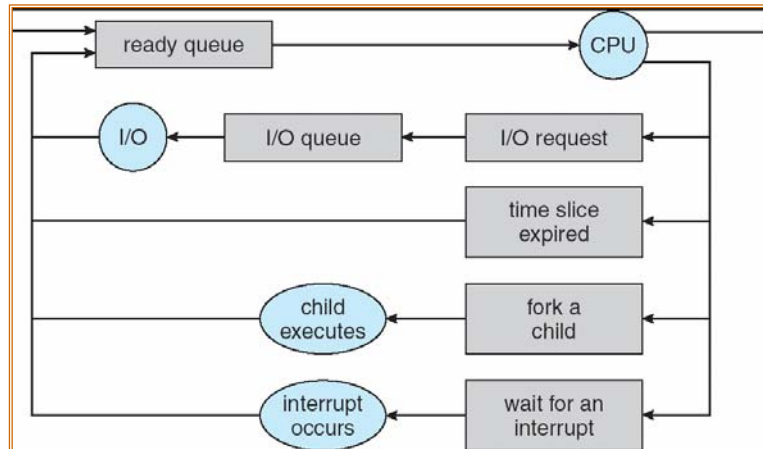 ready queue
CPU
I/O
I/O queue
I/O request
time slice
expired
child
executes
fork a
child
interrupt
occurs
wait for an
interrupt